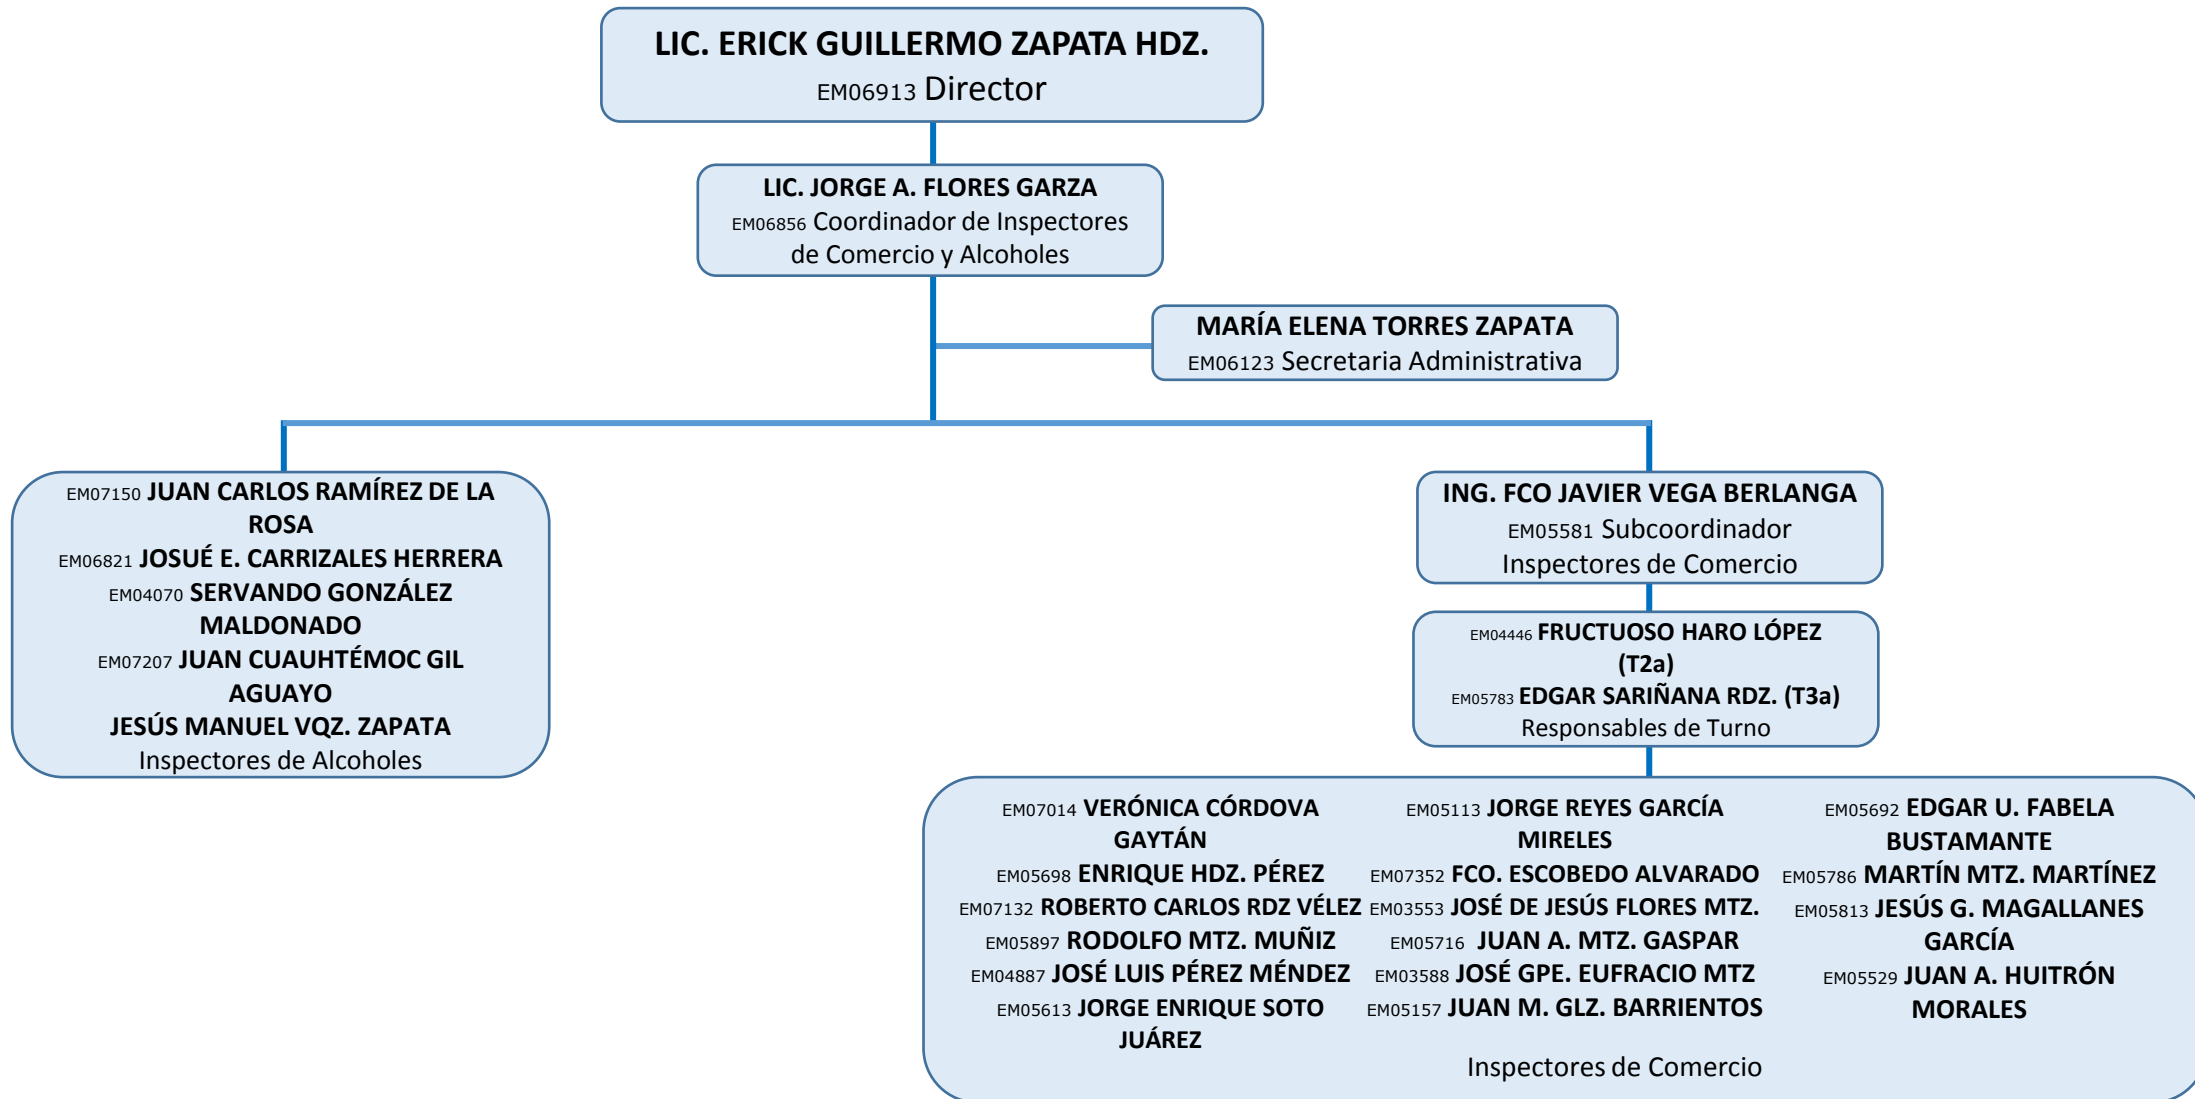 LIC. ERICK GUILLERMO ZAPATA HDZ.
EM06913 Director
LIC. JORGE A. FLORES GARZA
EM06856 Coordinador de Inspectores
de Comercio y Alcoholes
MARÍA ELENA TORRES ZAPATA
EM06123 Secretaria Administrativa
EM07150 JUAN CARLOS RAMÍREZ DE LA
ROSA
EM06821 JOSUÉ E. CARRIZALES HERRERA
EM04070 SERVANDO GONZÁLEZ
MALDONADO
EM07207 JUAN CUAUHTÉMOC GIL
AGUAYO
JESÚS MANUEL VQZ. ZAPATA
Inspectores de Alcoholes
ING. FCO JAVIER VEGA BERLANGA
EM05581 Subcoordinador
Inspectores de Comercio
EM04446 FRUCTUOSO HARO LÓPEZ
(T2a)
EM05783 EDGAR SARIÑANA RDZ. (T3a)
Responsables de Turno
EM07014 VERÓNICA CÓRDOVA
GAYTÁN
EM05698 ENRIQUE HDZ. PÉREZ
EM07132 ROBERTO CARLOS RDZ VÉLEZ
EM05897 RODOLFO MTZ. MUÑIZ
EM04887 JOSÉ LUIS PÉREZ MÉNDEZ
EM05613 JORGE ENRIQUE SOTO
JUÁREZ
EM05113 JORGE REYES GARCÍA
MIRELES
EM07352 FCO. ESCOBEDO ALVARADO
EM03553 JOSÉ DE JESÚS FLORES MTZ.
EM05716 JUAN A. MTZ. GASPAR
EM03588 JOSÉ GPE. EUFRACIO MTZ
EM05157 JUAN M. GLZ. BARRIENTOS
EM05692 EDGAR U. FABELA
BUSTAMANTE
EM05786 MARTÍN MTZ. MARTÍNEZ
EM05813 JESÚS G. MAGALLANES
GARCÍA
EM05529 JUAN A. HUITRÓN
MORALES
Inspectores de Comercio